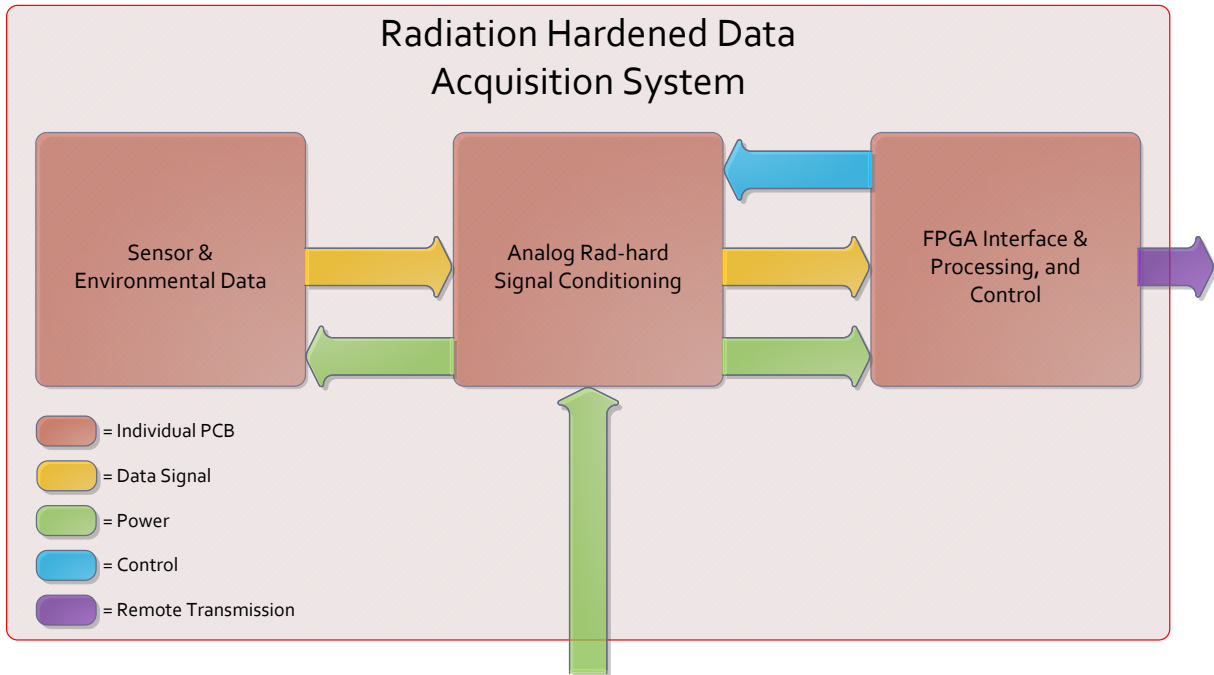 Radiation Hardened Data
Acquisition System
Sensor &
Environmental Data
Analog Rad-hard
Signal Conditioning
FPGA Interface &
Processing, and
Control
= Individual PCB
= Data Signal
= Power
= Control
= Remote Transmission